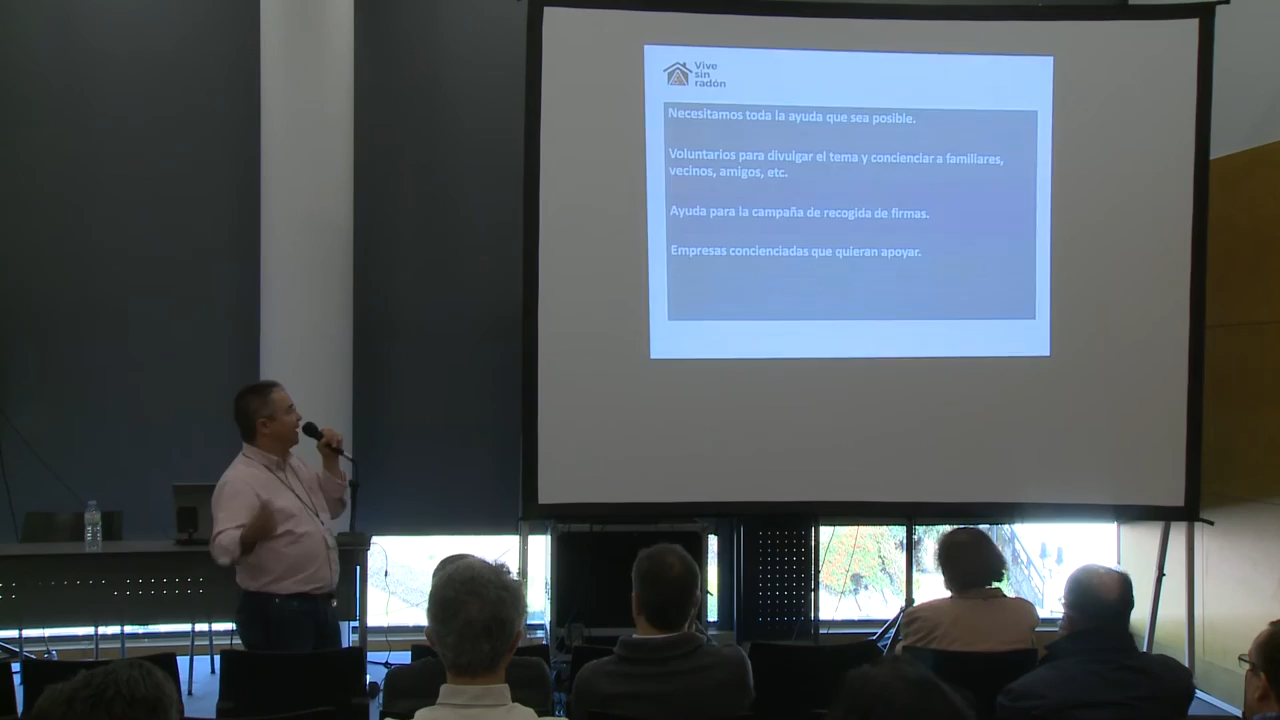 Vive
sin
radón
Necesitamos toda la ayuda que sea posible.
Voluntarios para divulgar el tema y concienciar a familiares,
vecinos, amigos, etc.
Ayuda para la campaña de recogida de firmas.
Empresas concienciadas que quieran apoyar.